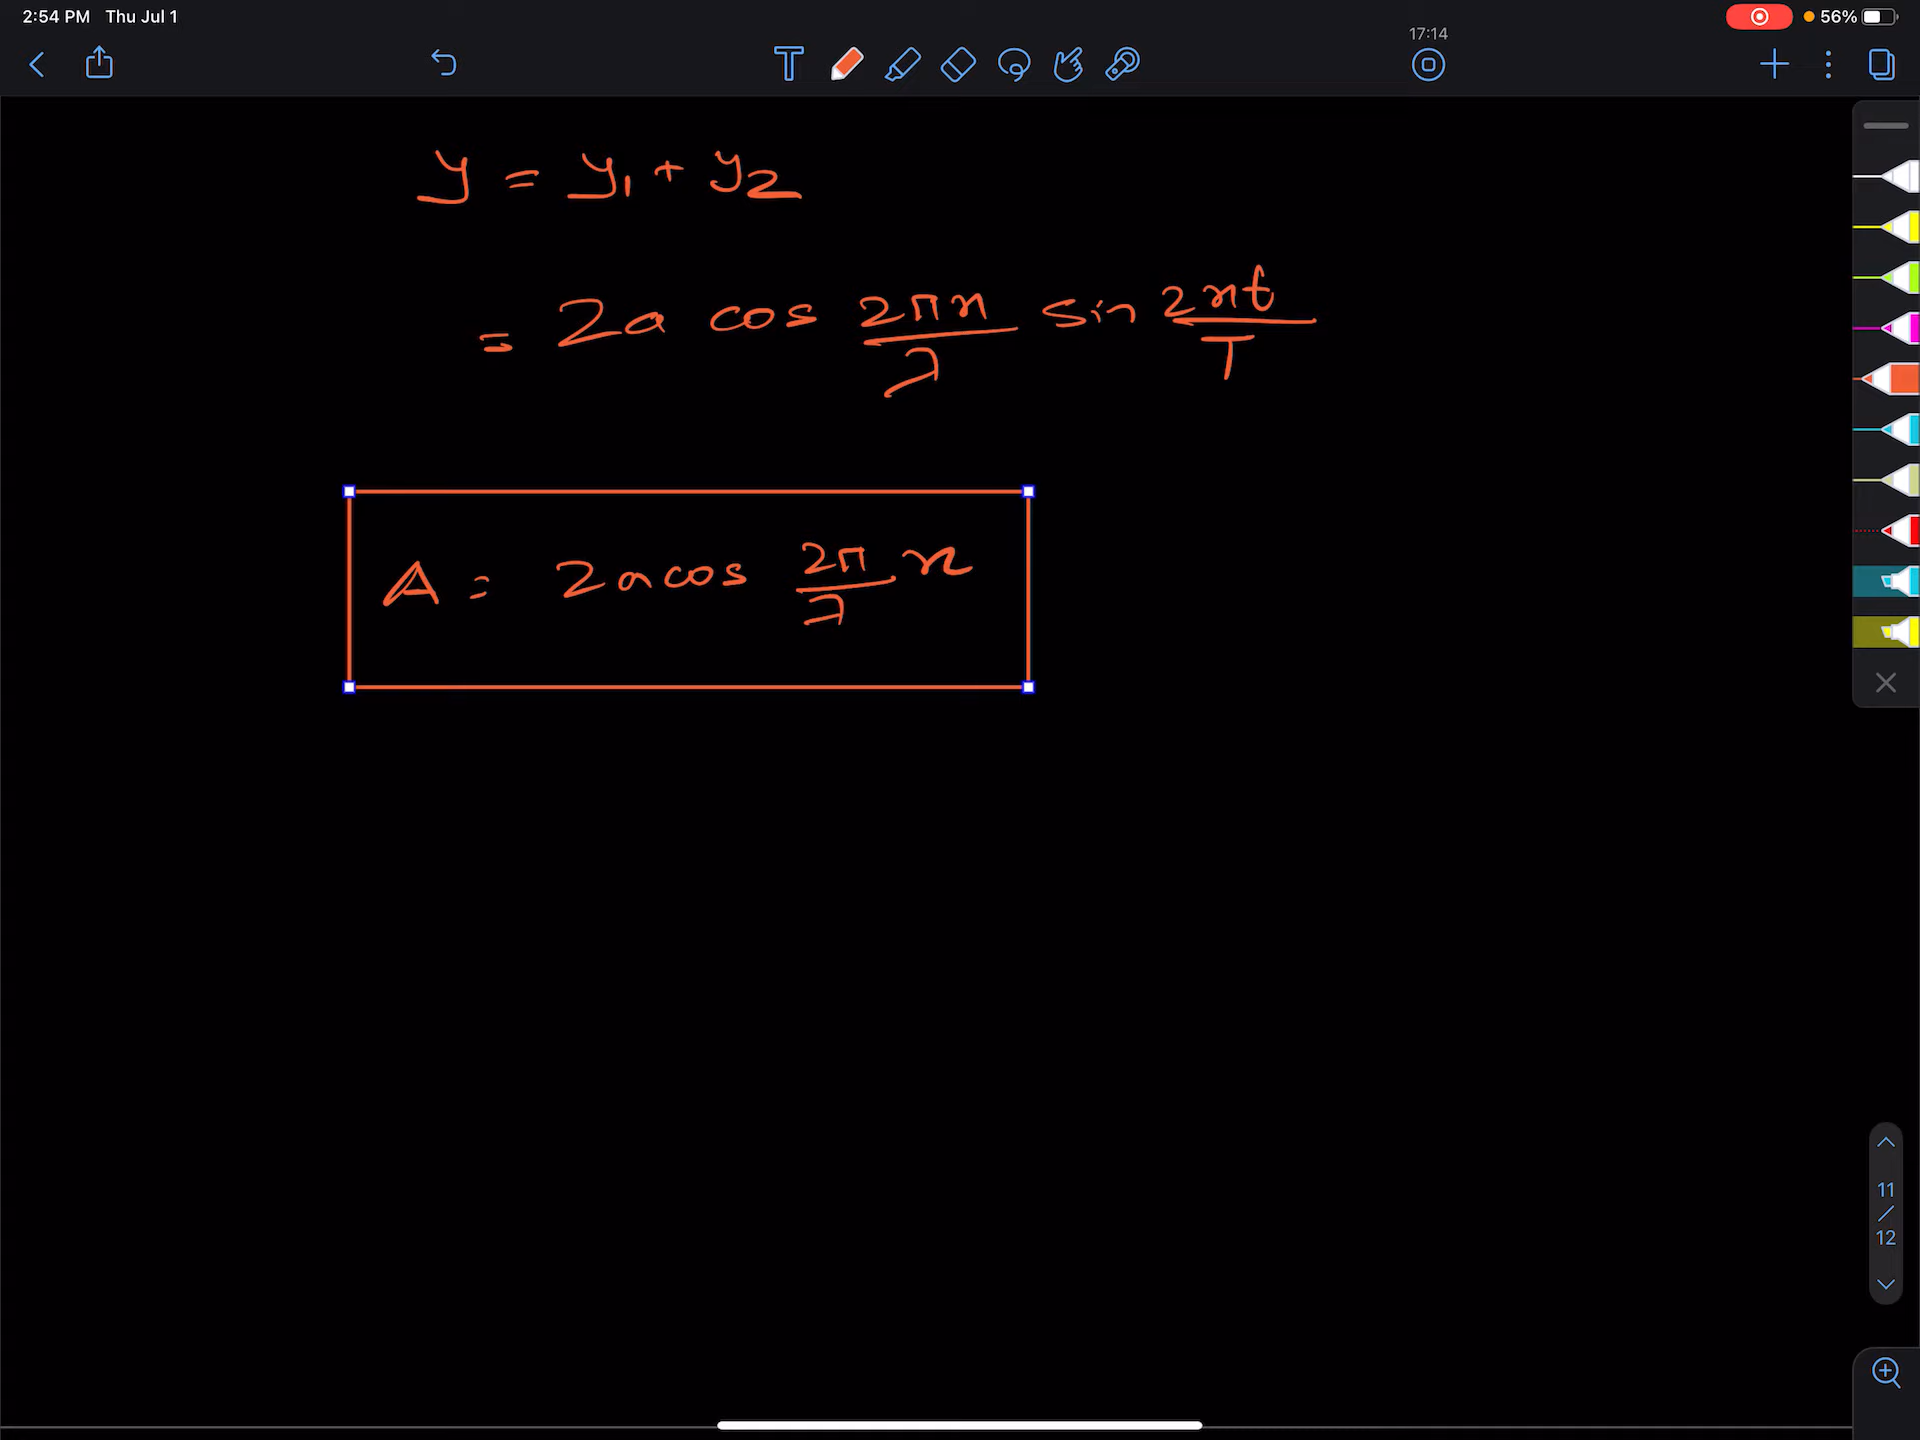 2:54 PM Thu Jul 1
56%
17:14
y = y₁ + y₂
= 2a cos 2πx/λ sin 2πt/T
A = 2a cos 2π/λ x
11
/
12